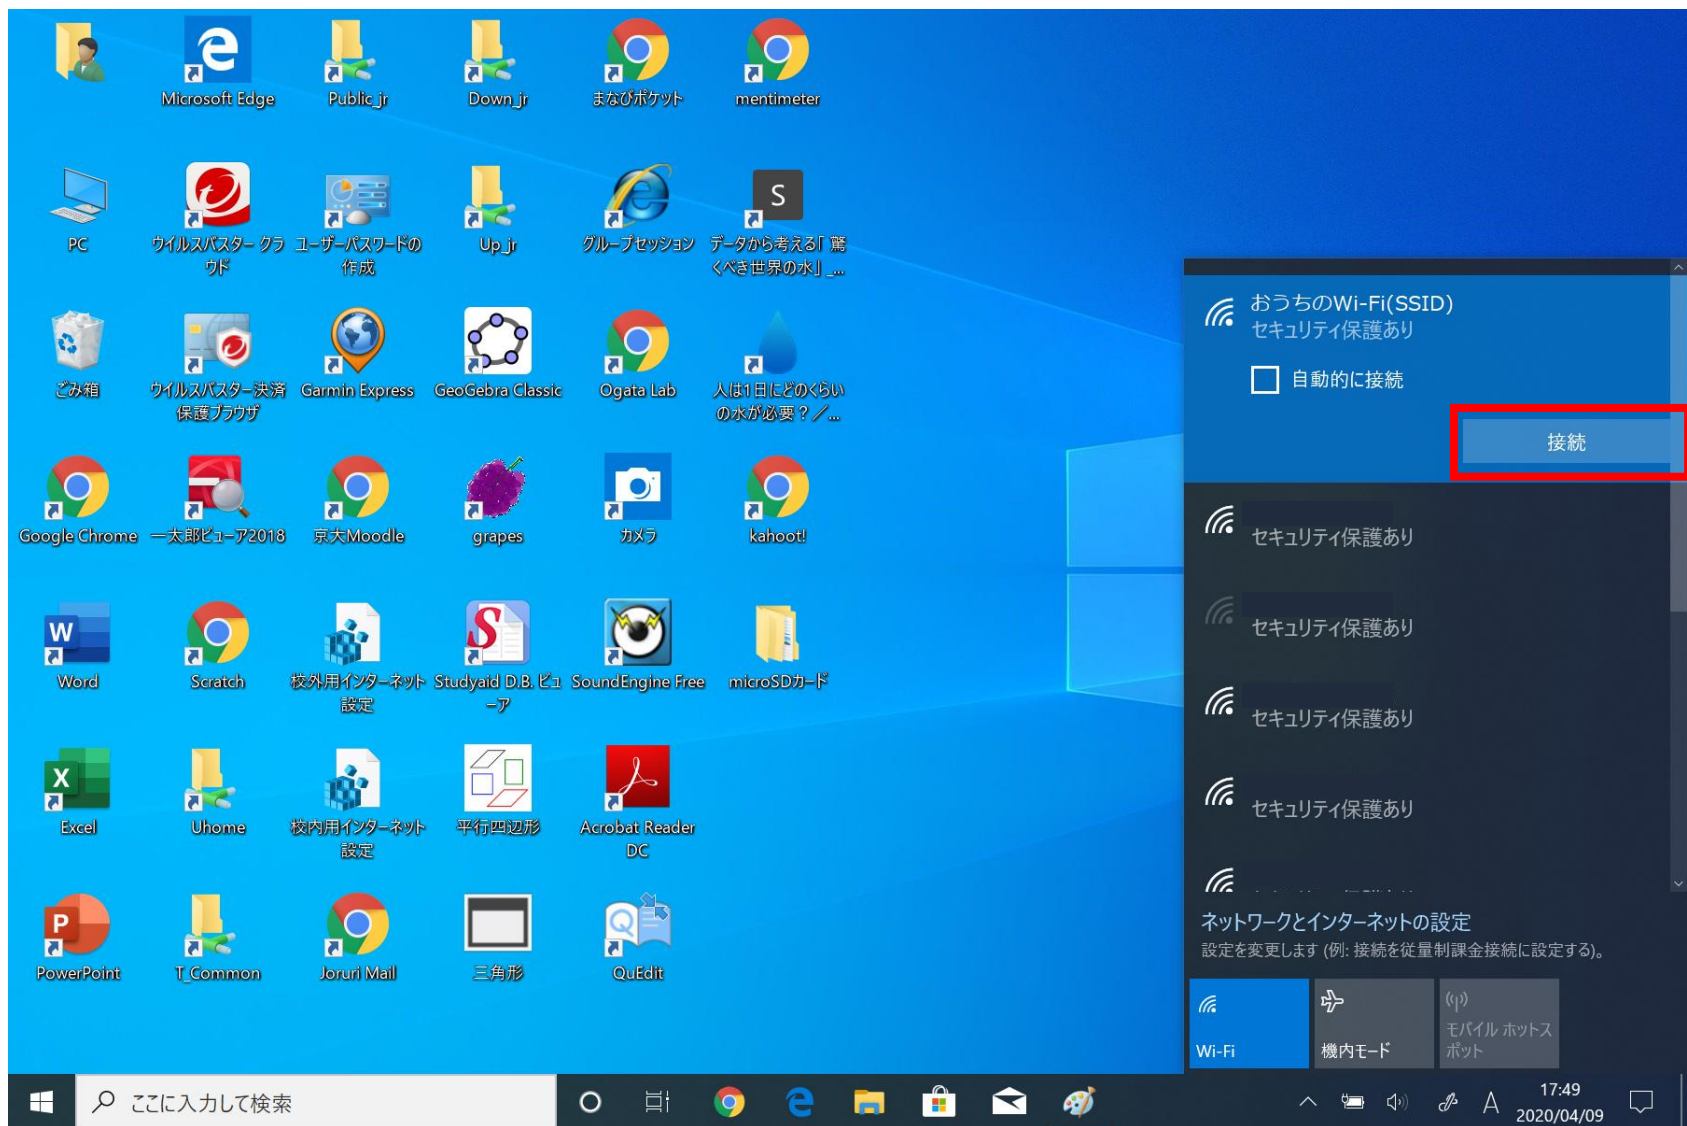 Microsoft Edge
Public_jr
Down_jr
まなびポケット
mentimeter
PC
ウイルスバスター クラ
ウド
ユーザーパスワードの
作成
Up_jr
グループセッション
S
データから考える「驚
くべき世界の水」_...
ごみ箱
ウイルスバスター決済
保護ブラウザ
Garmin Express
GeoGebra Classic
Ogata Lab
人は1日にどのくらい
の水が必要？／...
Google Chrome
一太郎ビューア2018
京大Moodle
grapes
カメラ
kahoot!
W
Word
Scratch
校外用インターネット
設定
S
Studyaid D.B. ビュ
ーア
SoundEngine Free
microSDカード
X
Excel
Uhome
校内用インターネット
設定
平行四辺形
Acrobat Reader
DC
P
PowerPoint
T_Common
Joruri Mail
三角形
Q
QuEdit
おうちのWi-Fi(SSID)
セキュリティ保護あり
自動的に接続
接続
セキュリティ保護あり
セキュリティ保護あり
セキュリティ保護あり
セキュリティ保護あり
ネットワークとインターネットの設定
設定を変更します (例: 接続を従量制課金接続に設定する)。
Wi-Fi
機内モード
モバイル ホットス
ポット
ここに入力して検索
A
17:49
2020/04/09